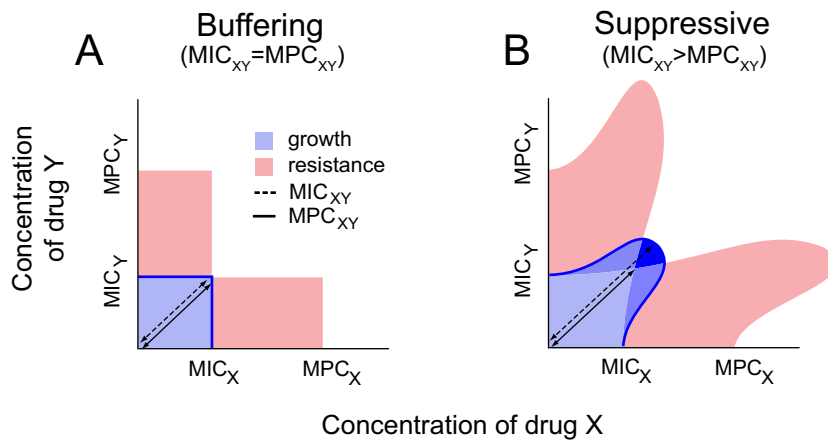 A
Buffering
(MIC_XY=MPC_XY)
B
Suppressive
(MIC_XY>MPC_XY)
Concentration
of drug Y
MPC_Y
MIC_Y
growth
resistance
MIC_XY
MPC_XY
MIC_X
MPC_X
MPC_Y
MIC_Y
MIC_X
MPC_X
Concentration of drug X